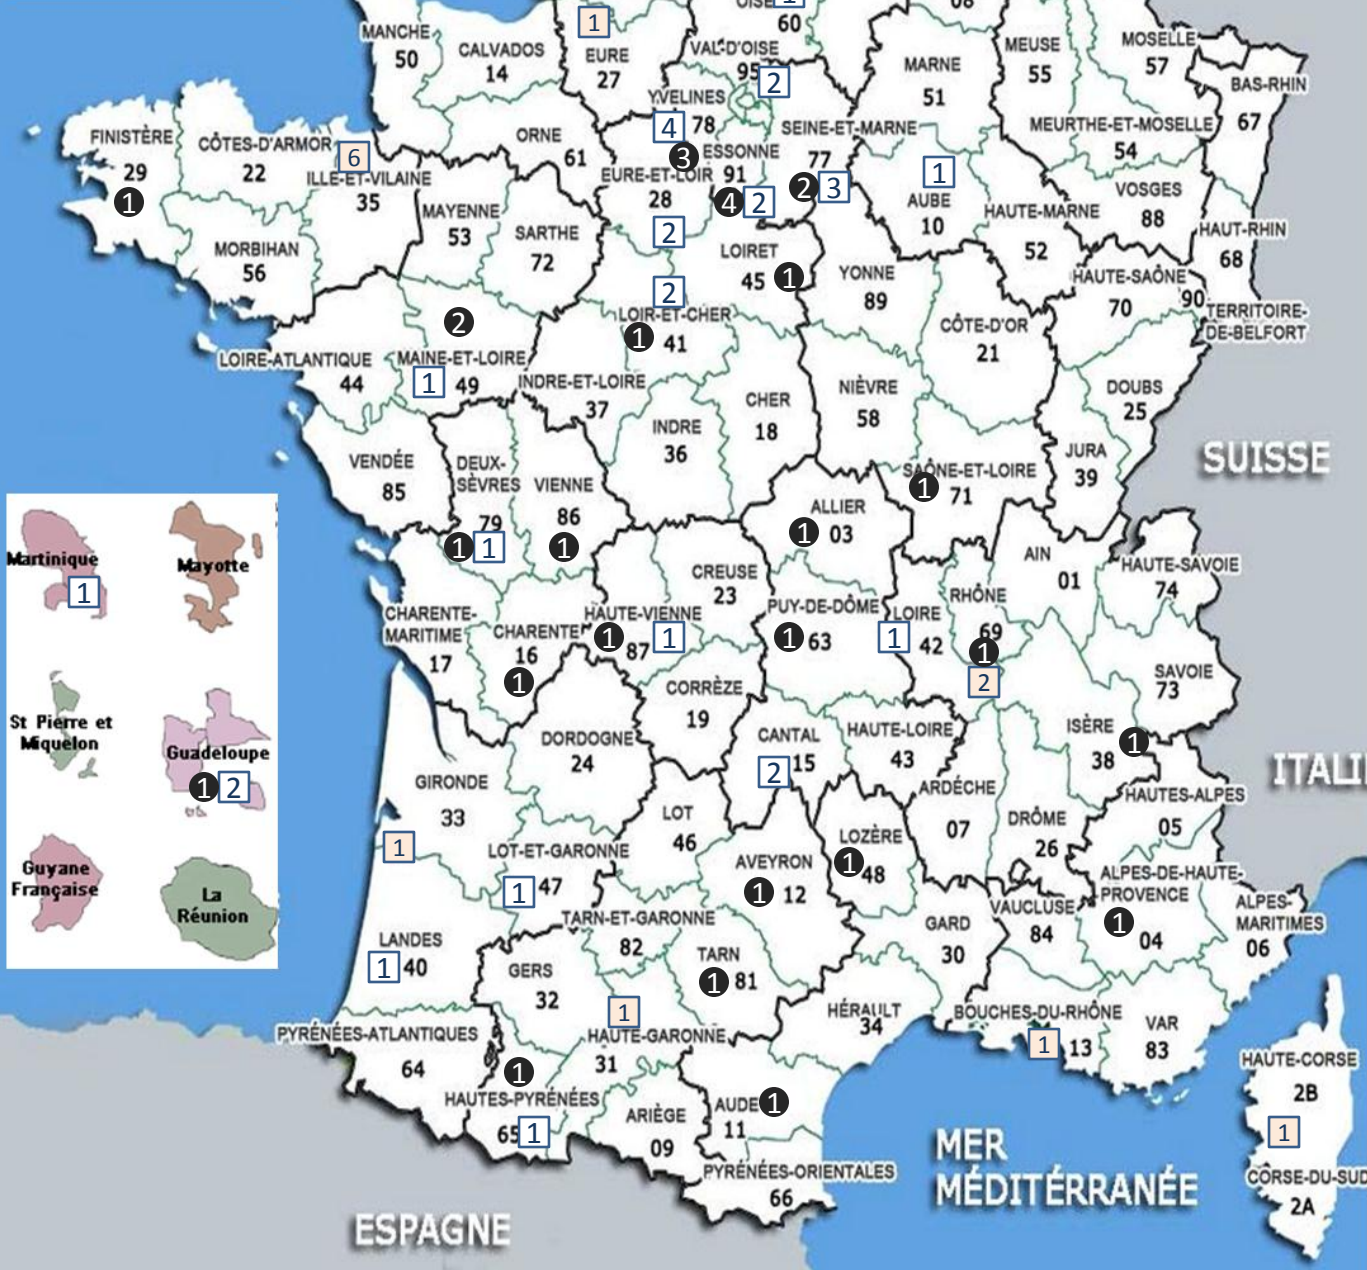 OISE 1
60
08
MANCHE
50
CALVADOS
14
1
EURE
27
VAL-D'OISE
95
2
MARNE
51
MEUSE
55
MOSELLE
57
BAS-RHIN
67
YVELINES
4 78
3
ESSONNE
91
4 2
SEINE-ET-MARNE
77
2 3
MEURTHE-ET-MOSELLE
54
FINISTÈRE
29
1
CÔTES-D'ARMOR
22
6
ILLE-ET-VILAINE
35
ORNE
61
EURE-ET-LOIR
28
2
1
AUBE
10
VOSGES
88
HAUTE-MARNE
52
HAUT-RHIN
68
MORBIHAN
56
MAYENNE
53
SARTHE
72
LOIRET
45 1
YONNE
89
HAUTE-SAÔNE
70
90
TERRITOIRE-
DE-BELFORT
2
LOIR-ET-CHER
1 41
CÔTE-D'OR
21
LOIRE-ATLANTIQUE
44
2
MAINE-ET-LOIRE
1 49
INDRE-ET-LOIRE
37
INDRE
36
CHER
18
NIÈVRE
58
DOUBS
25
JURA
39
SUISSE
VENDÉE
85
DEUX-
SÈVRES
79
1 1
VIENNE
86
1
SAÔNE-ET-LOIRE
1 71
ALLIER
1 03
AIN
01
HAUTE-SAVOIE
74
Martinique
1
Mayotte
CHARENTE-
MARITIME
17
CHARENTE
16
1
HAUTE-VIENNE
1 87 1
CREUSE
23
PUY-DE-DÔME
1 63
LOIRE
1 42
RHÔNE
69
1
2
SAVOIE
73
CORRÈZE
19
St Pierre et
Miquelon
Guadeloupe
1 2
DORDOGNE
24
CANTAL
2 15
HAUTE-LOIRE
43
ISÈRE
38 1
ITALI
GIRONDE
33
1
LOT
46
LOZÈRE
1 48
ARDÉCHE
07
DRÔME
26
HAUTES-ALPES
05
LOT-ET-GARONNE
1 47
AVEYRON
1 12
Guyane
Française
La
Réunion
ALPES-DE-HAUTE-
PROVENCE
1 04
VAUCLUSE
84
ALPES-
MARITIMES
06
TARN-ET-GARONNE
82
GARD
30
LANDES
1 40
GERS
32
TARN
1 81
1
HAUTE-GARONNE
31
HÉRAULT
34
BOUCHES-DU-RHÔNE
1 13
VAR
83
PYRÉNÉES-ATLANTIQUES
64
1
HAUTES-PYRÉNÉES
65 1
ARIÈGE
09
AUDE 1
11
HAUTE-CORSE
2B
1
CORSE-DU-SUD
2A
PYRÉNÉES-ORIENTALES
66
MER
MÉDITÉRRANÉE
ESPAGNE